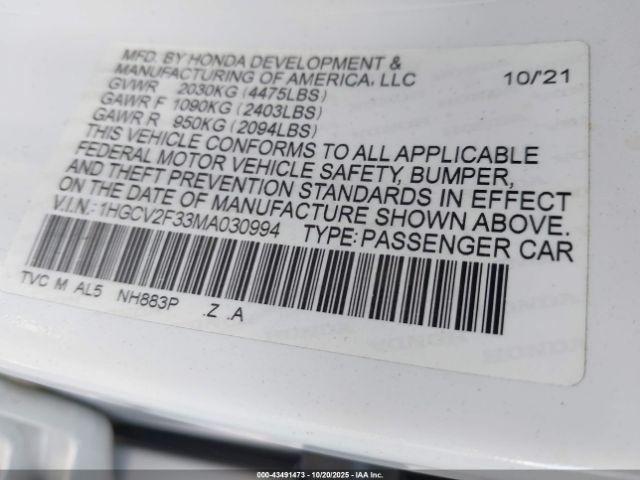 MFD. BY HONDA DEVELOPMENT &
MANUFACTURING OF AMERICA, LLC 10/'21
GVWR 2030KG (4475LBS)
GAWR F 1090KG (2403LBS)
GAWR R 950KG (2094LBS)
THIS VEHICLE CONFORMS TO ALL APPLICABLE
FEDERAL MOTOR VEHICLE SAFETY, BUMPER,
AND THEFT PREVENTION STANDARDS IN EFFECT
ON THE DATE OF MANUFACTURE SHOWN ABOVE.
V.I.N.: 1HGCV2F33MA030994 TYPE: PASSENGER CAR
TVC M AL5 NH883P .Z .A
000-43491473 | 10/20/2025 | IAA Inc.